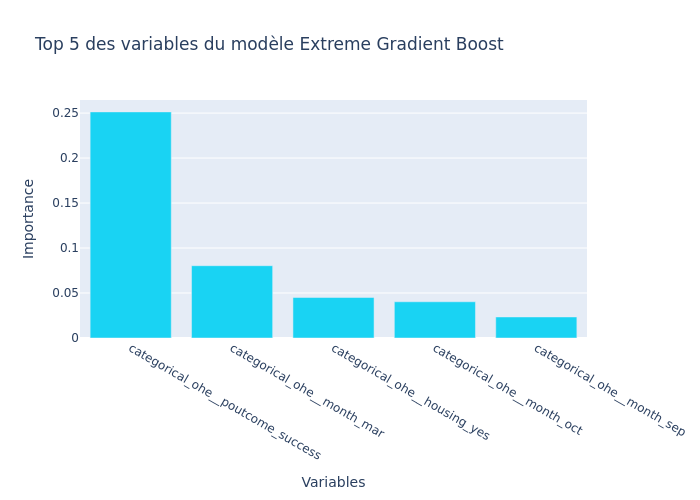 Top 5 des variables du modèle Extreme Gradient Boost
Importance
0.25
0.2
0.15
0.1
0.05
0
categorical_ohe__poutcome_success
categorical_ohe__month_mar
categorical_ohe__housing_yes
categorical_ohe__month_oct
categorical_ohe__month_sep
Variables